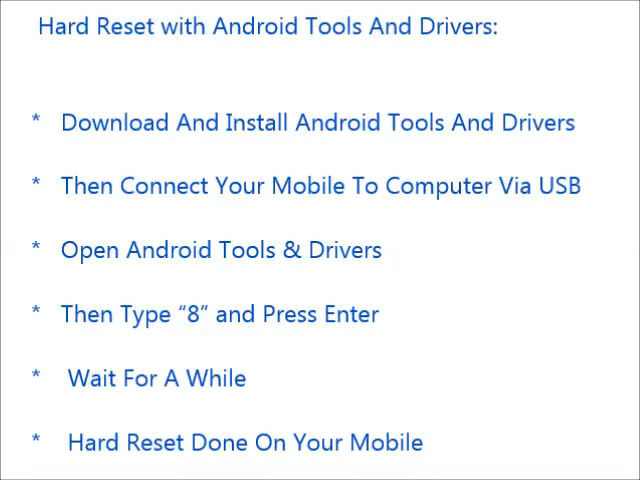 Hard Reset with Android Tools And Drivers:
* Download And Install Android Tools And Drivers
* Then Connect Your Mobile To Computer Via USB
* Open Android Tools & Drivers
* Then Type “8” and Press Enter
* Wait For A While
* Hard Reset Done On Your Mobile